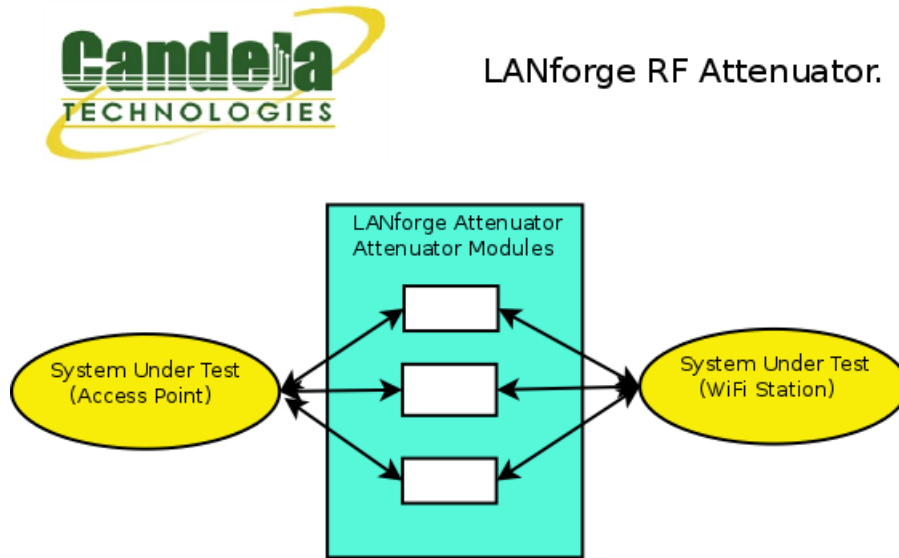 Candela
TECHNOLOGIES
LANforge RF Attenuator.
LANforge Attenuator
Attenuator Modules
System Under Test
(Access Point)
System Under Test
(WiFi Station)